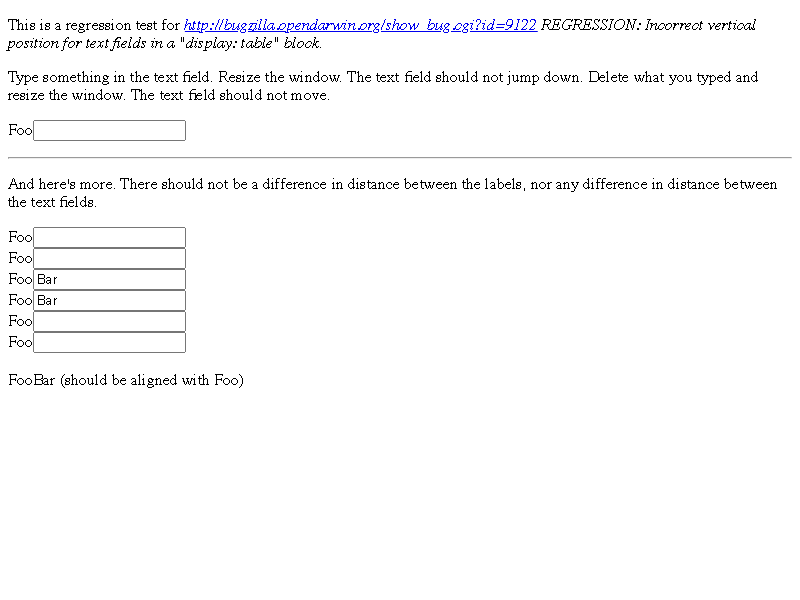 This is a regression test for http://bugzilla.opendarwin.org/show_bug.cgi?id=9122 REGRESSION: Incorrect vertical
position for text fields in a "display: table" block.
Type something in the text field. Resize the window. The text field should not jump down. Delete what you typed and
resize the window. The text field should not move.
Foo
And here's more. There should not be a difference in distance between the labels, nor any difference in distance between
the text fields.
Foo
Foo
Foo Bar
Foo Bar
Foo
Foo
FooBar (should be aligned with Foo)